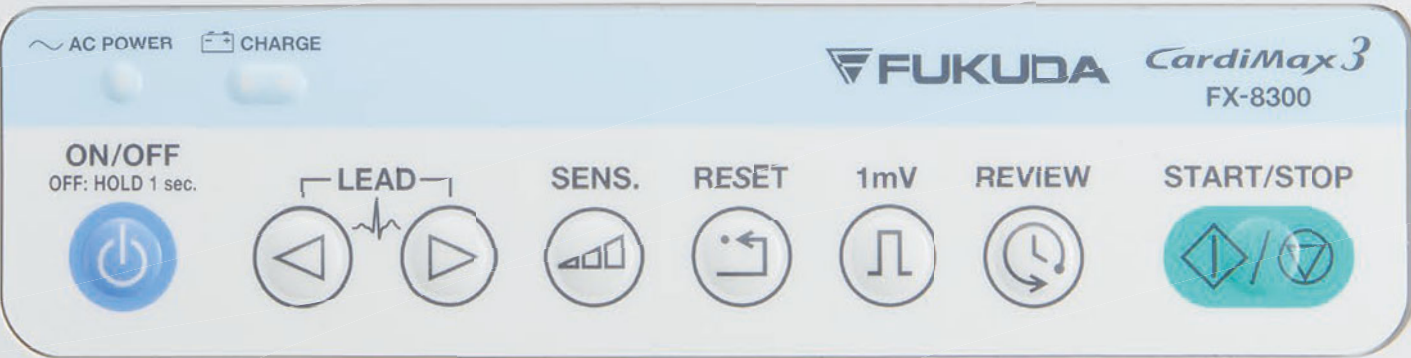 AC POWER
CHARGE
FUKUDA
CardiMax 3
FX-8300
ON/OFF
OFF: HOLD 1 sec.
LEAD
SENS.
RESET
1mV
REVIEW
START/STOP